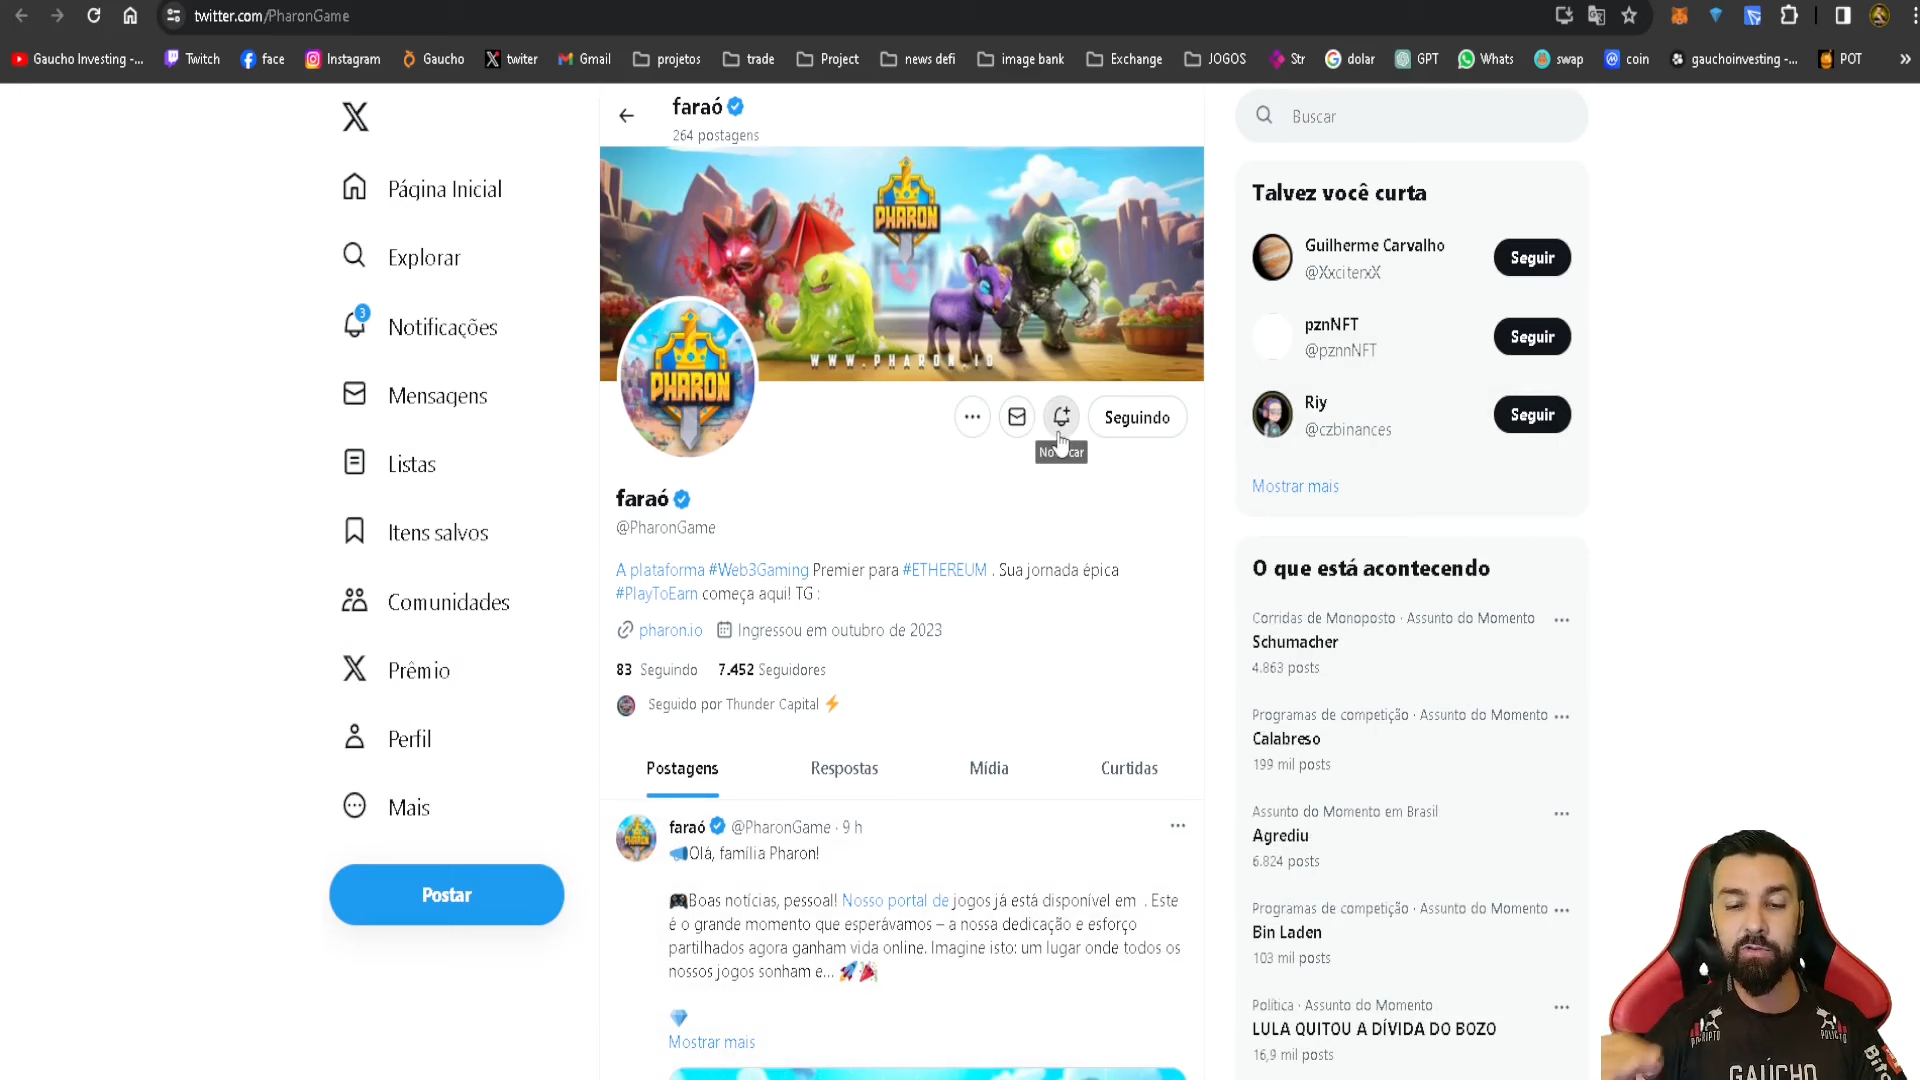 twitter.com/PharonGame
Gaucho Investing -...
Twitch
face
Instagram
Gaucho
twiter
Gmail
projetos
trade
Project
news defi
image bank
Exchange
JOGOS
Str
dolar
GPT
Whats
swap
coin
gauchoinvesting -...
POT
»
faraó
264 postagens
Buscar
Página Inicial
Explorar
3
Notificações
Mensagens
Listas
Itens salvos
Comunidades
Prêmio
Perfil
Mais
Postar
PHARON
WWW.PHARON.IO
PHARON
Seguindo
faraó
@PharonGame
A plataforma #Web3Gaming Premier para #ETHEREUM . Sua jornada épica
#PlayToEarn começa aqui! TG :
pharon.io Ingressou em outubro de 2023
83 Seguindo 7.452 Seguidores
Seguido por Thunder Capital ⚡
Postagens
Respostas
Mídia
Curtidas
faraó @PharonGame · 9 h
📣Olá, família Pharon!
🎮Boas notícias, pessoal! Nosso portal de jogos já está disponível em . Este
é o grande momento que esperávamos – a nossa dedicação e esforço
partilhados agora ganham vida online. Imagine isto: um lugar onde todos os
nossos jogos sonham e... 🚀🎉
💎
Mostrar mais
Talvez você curta
Guilherme Carvalho
@XxciterxX
Seguir
pznNFT
@pznnNFT
Seguir
Riy
@czbinances
Seguir
Mostrar mais
O que está acontecendo
Corridas de Monoposto · Assunto do Momento
Schumacher
4.863 posts
Programas de competição · Assunto do Momento
Calabreso
199 mil posts
Assunto do Momento em Brasil
Agrediu
6.824 posts
Programas de competição · Assunto do Momento
Bin Laden
103 mil posts
Política · Assunto do Momento
LULA QUITOU A DÍVIDA DO BOZO
16,9 mil posts
GAÚCHO